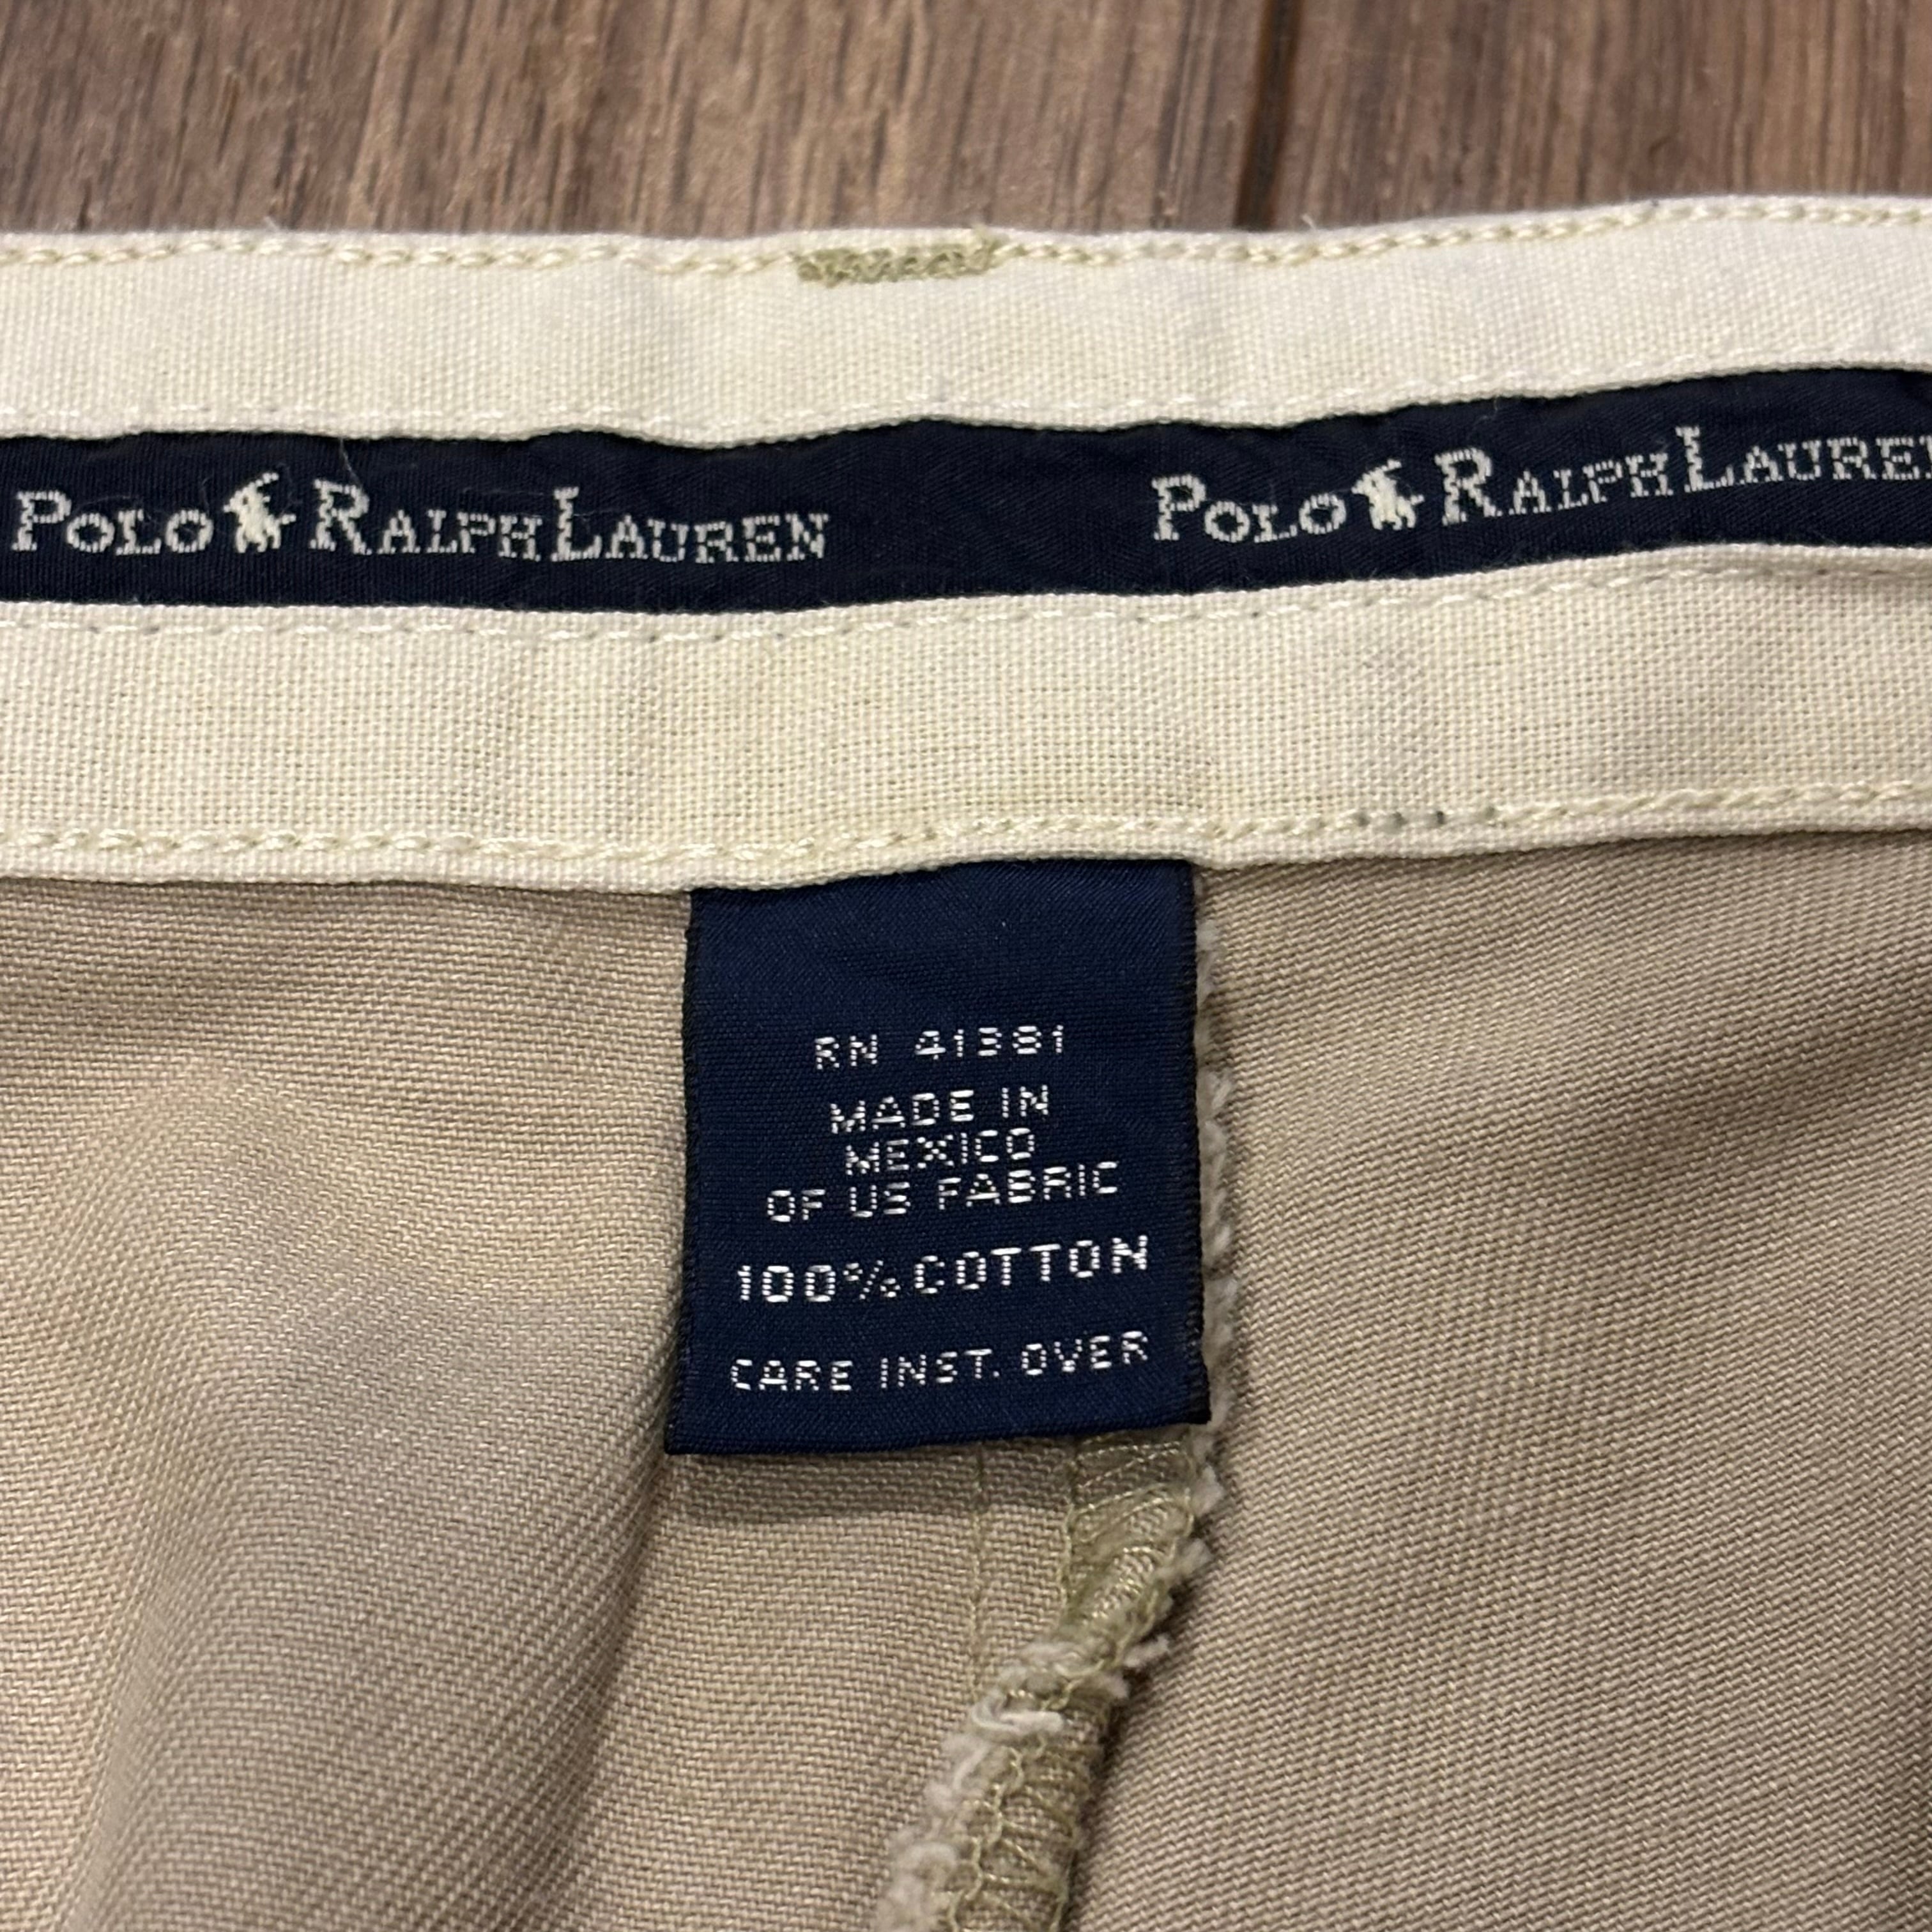 POLO RALPH LAUREN
POLO RALPH LAUREN
RN 41381
MADE IN
MEXICO
OF US FABRIC
100% COTTON
CARE INST. OVER